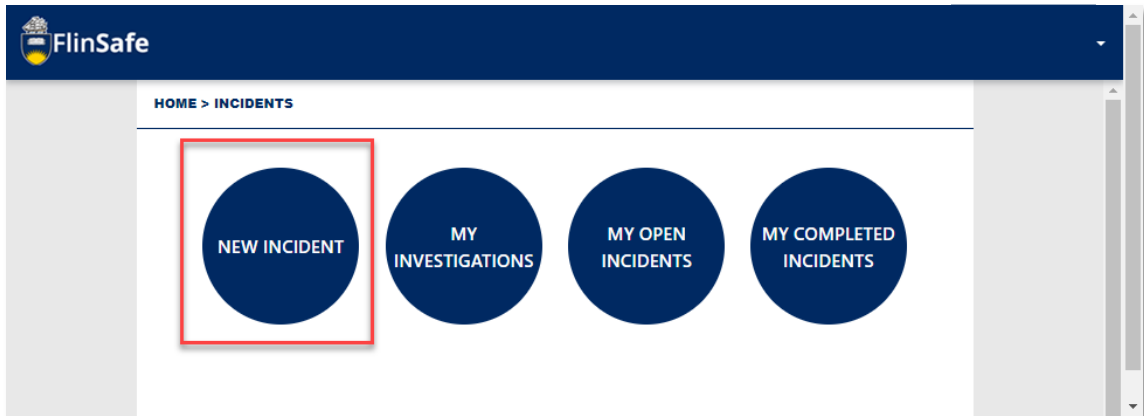 FlinSafe
HOME > INCIDENTS
NEW INCIDENT
MY
INVESTIGATIONS
MY OPEN
INCIDENTS
MY COMPLETED
INCIDENTS